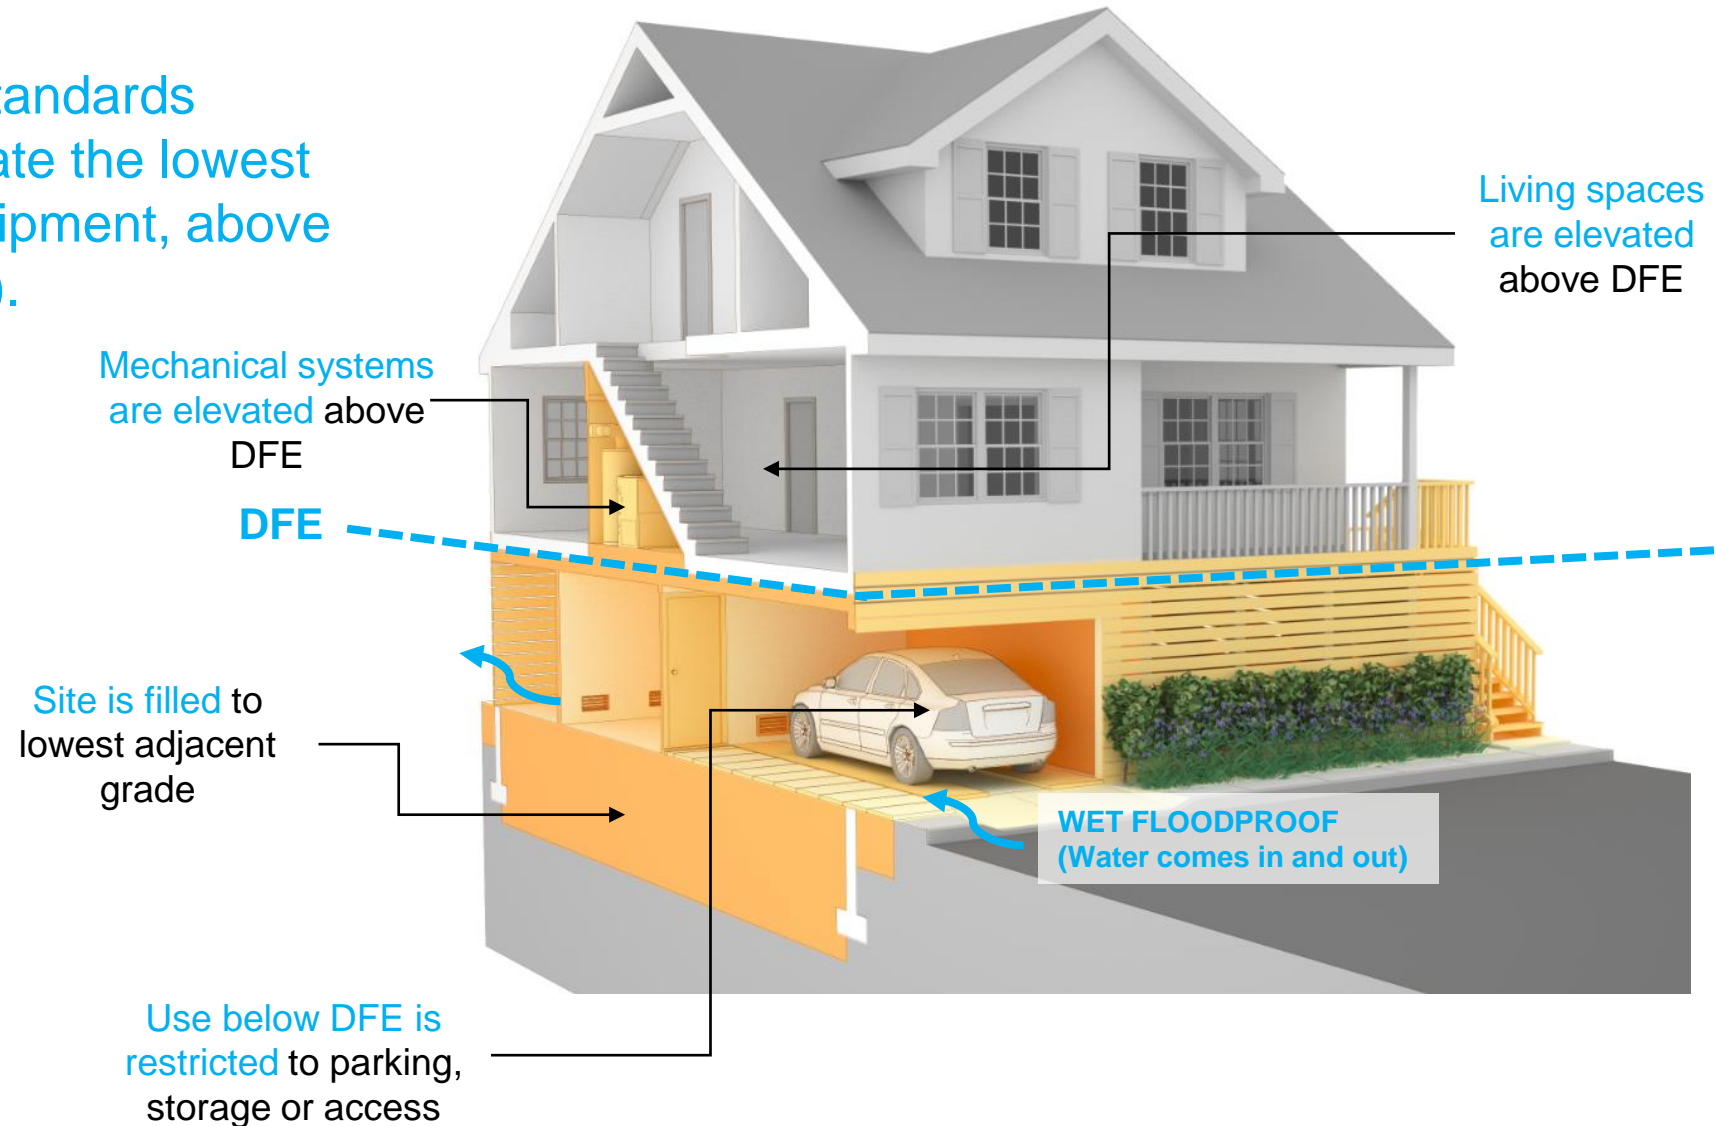 tandards
ate the lowest
ipment, above
).
Living spaces
are elevated
above DFE
Mechanical systems
are elevated above
DFE
DFE
Site is filled to
lowest adjacent
grade
WET FLOODPROOF
(Water comes in and out)
Use below DFE is
restricted to parking,
storage or access